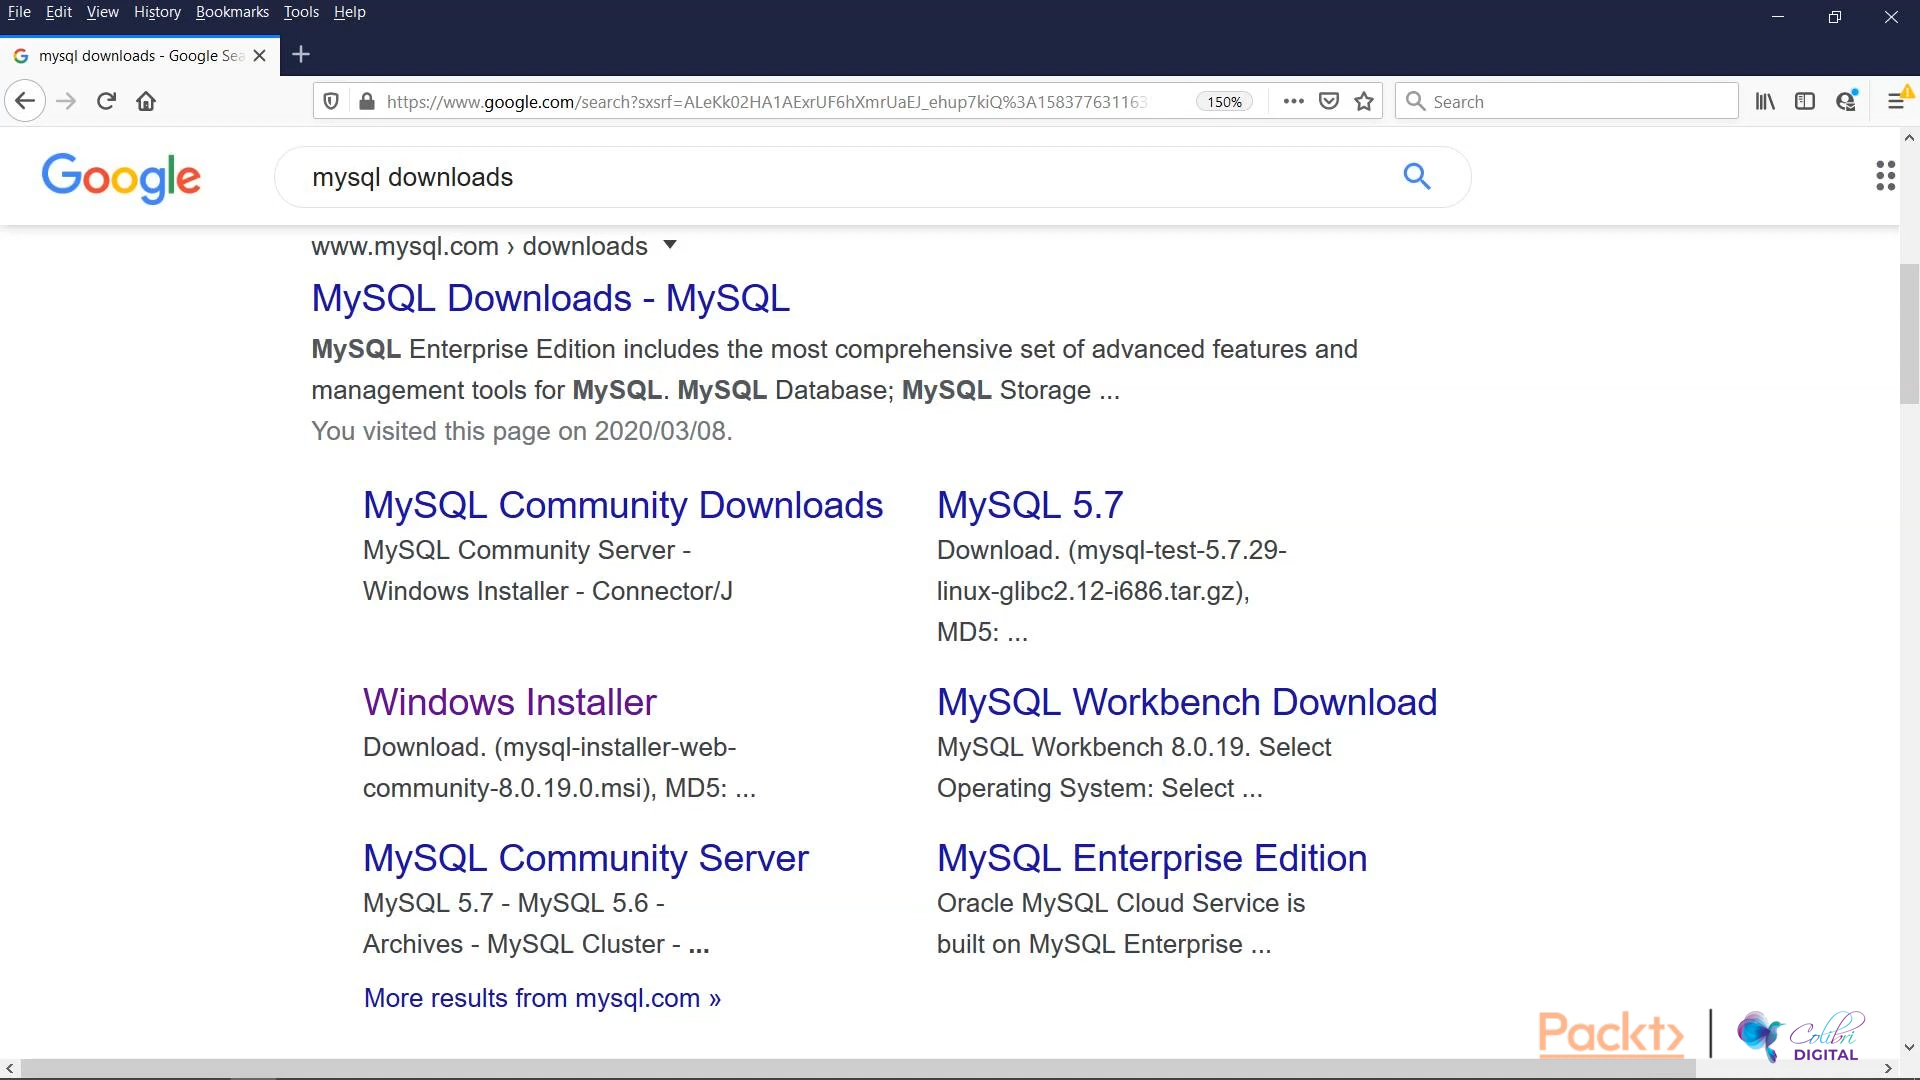 File Edit View History Bookmarks Tools Help
mysql downloads - Google Sea
https://www.google.com/search?sxsrf=ALeKk02HA1AExrUF6hXmrUaEJ_ehup7kiQ%3A158377631163
150%
Search
Google
mysql downloads
www.mysql.com › downloads
MySQL Downloads - MySQL
MySQL Enterprise Edition includes the most comprehensive set of advanced features and
management tools for MySQL. MySQL Database; MySQL Storage ...
You visited this page on 2020/03/08.
MySQL Community Downloads
MySQL Community Server -
Windows Installer - Connector/J
MySQL 5.7
Download. (mysql-test-5.7.29-
linux-glibc2.12-i686.tar.gz),
MD5: ...
Windows Installer
Download. (mysql-installer-web-
community-8.0.19.0.msi), MD5: ...
MySQL Workbench Download
MySQL Workbench 8.0.19. Select
Operating System: Select ...
MySQL Community Server
MySQL 5.7 - MySQL 5.6 -
Archives - MySQL Cluster - ...
MySQL Enterprise Edition
Oracle MySQL Cloud Service is
built on MySQL Enterprise ...
More results from mysql.com »
Packt>
Colibri
DIGITAL